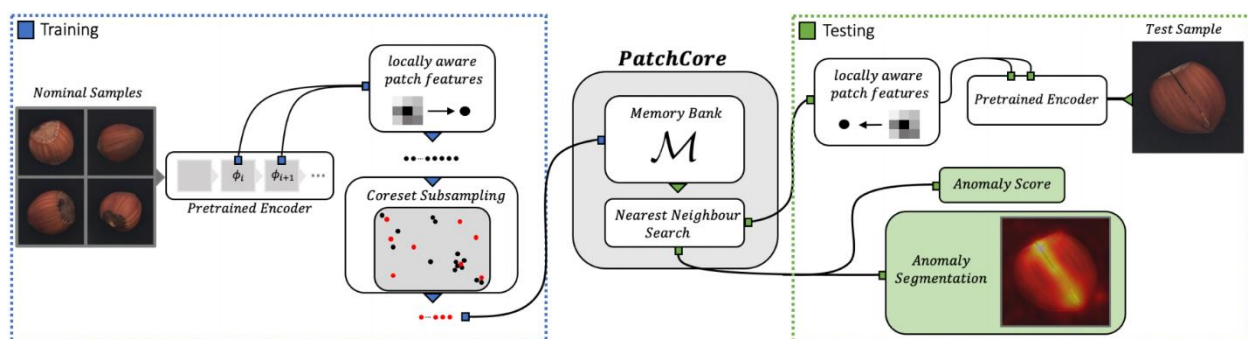 Training
Nominal Samples
ϕi
ϕi+1
...
Pretrained Encoder
locally aware
patch features
Coreset Subsampling
PatchCore
Memory Bank
ℳ
Nearest Neighbour
Search
Testing
locally aware
patch features
Pretrained Encoder
Test Sample
Anomaly Score
Anomaly
Segmentation